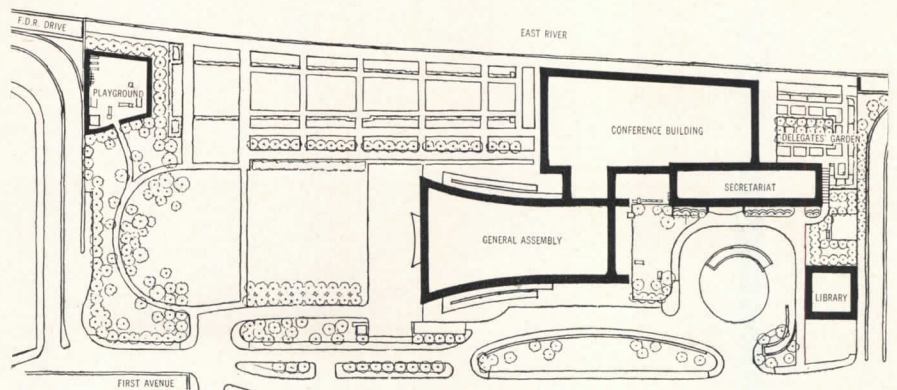 F.D.R. DRIVE
EAST RIVER
PLAYGROUND
CONFERENCE BUILDING
DELEGATES' GARDEN
SECRETARIAT
GENERAL ASSEMBLY
LIBRARY
FIRST AVENUE